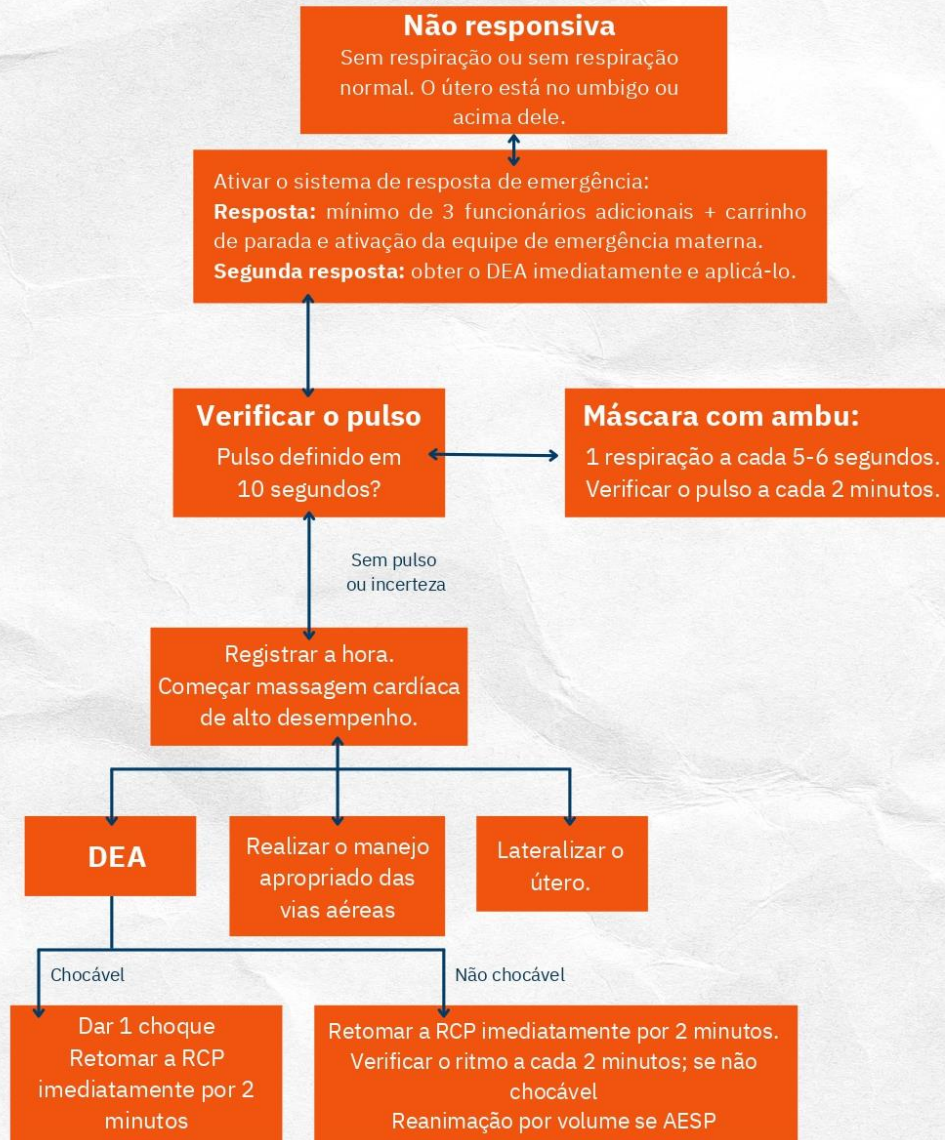 Não responsiva
Sem respiração ou sem respiração
normal. O útero está no umbigo ou
acima dele.
Ativar o sistema de resposta de emergência:
Resposta: mínimo de 3 funcionários adicionais + carrinho
de parada e ativação da equipe de emergência materna.
Segunda resposta: obter o DEA imediatamente e aplicá-lo.
Verificar o pulso
Pulso definido em
10 segundos?
Máscara com ambu:
1 respiração a cada 5-6 segundos.
Verificar o pulso a cada 2 minutos.
Sem pulso
ou incerteza
Registrar a hora.
Começar massagem cardíaca
de alto desempenho.
DEA
Realizar o manejo
apropriado das
vias aéreas
Lateralizar o
útero.
Chocável
Não chocável
Dar 1 choque
Retomar a RCP
imediatamente por 2
minutos
Retomar a RCP imediatamente por 2 minutos.
Verificar o ritmo a cada 2 minutos; se não
chocável
Reanimação por volume se AESP